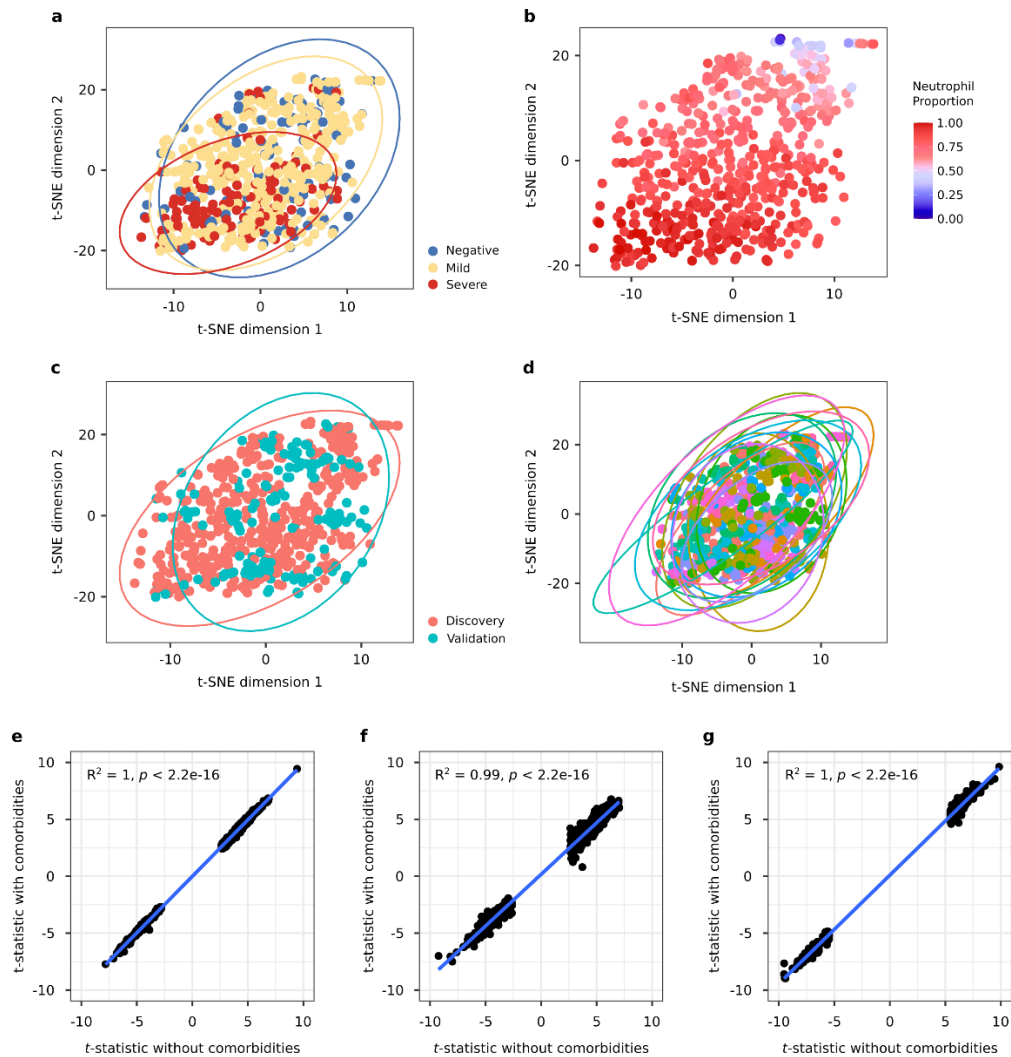 a
t-SNE dimension 2
20
0
-20
-10
0
10
t-SNE dimension 1
Negative
Mild
Severe
b
t-SNE dimension 2
20
0
-20
-10
0
10
t-SNE dimension 1
Neutrophil
Proportion
1.00
0.75
0.50
0.25
0.00
c
t-SNE dimension 2
20
0
-20
-10
0
10
t-SNE dimension 1
Discovery
Validation
d
t-SNE dimension 2
20
0
-20
-10
0
10
t-SNE dimension 1
e
t-statistic with comorbidities
10
5
0
-5
-10
R² = 1, p < 2.2e-16
-10
-5
0
5
10
t-statistic without comorbidities
f
t-statistic with comorbidities
10
5
0
-5
-10
R² = 0.99, p < 2.2e-16
-10
-5
0
5
10
t-statistic without comorbidities
g
t-statistic with comorbidities
10
5
0
-5
-10
R² = 1, p < 2.2e-16
-10
-5
0
5
10
t-statistic without comorbidities